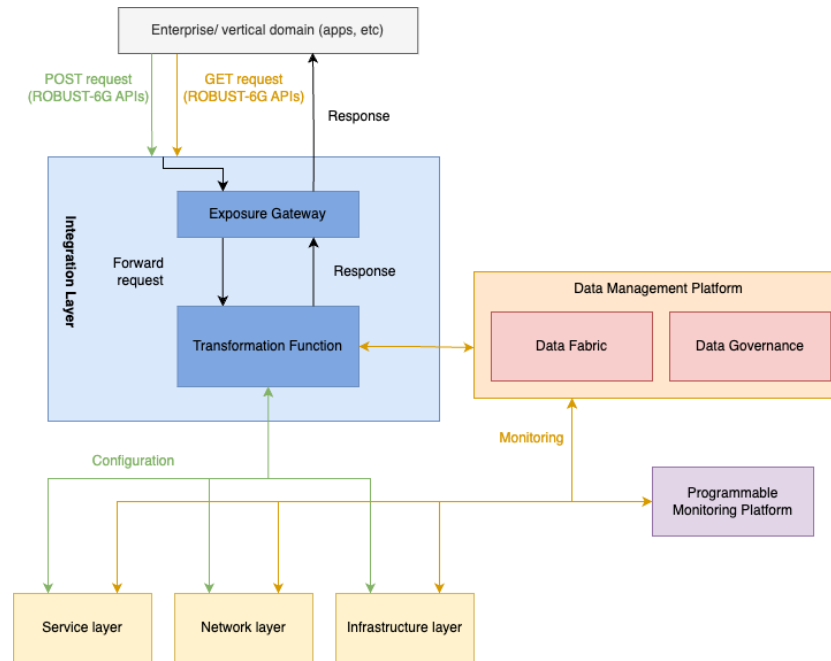 Enterprise/ vertical domain (apps, etc)
POST request
(ROBUST-6G APIs)
GET request
(ROBUST-6G APIs)
Response
Integration Layer
Exposure Gateway
Forward
request
Response
Transformation Function
Data Management Platform
Data Fabric
Data Governance
Monitoring
Configuration
Programmable
Monitoring Platform
Service layer
Network layer
Infrastructure layer